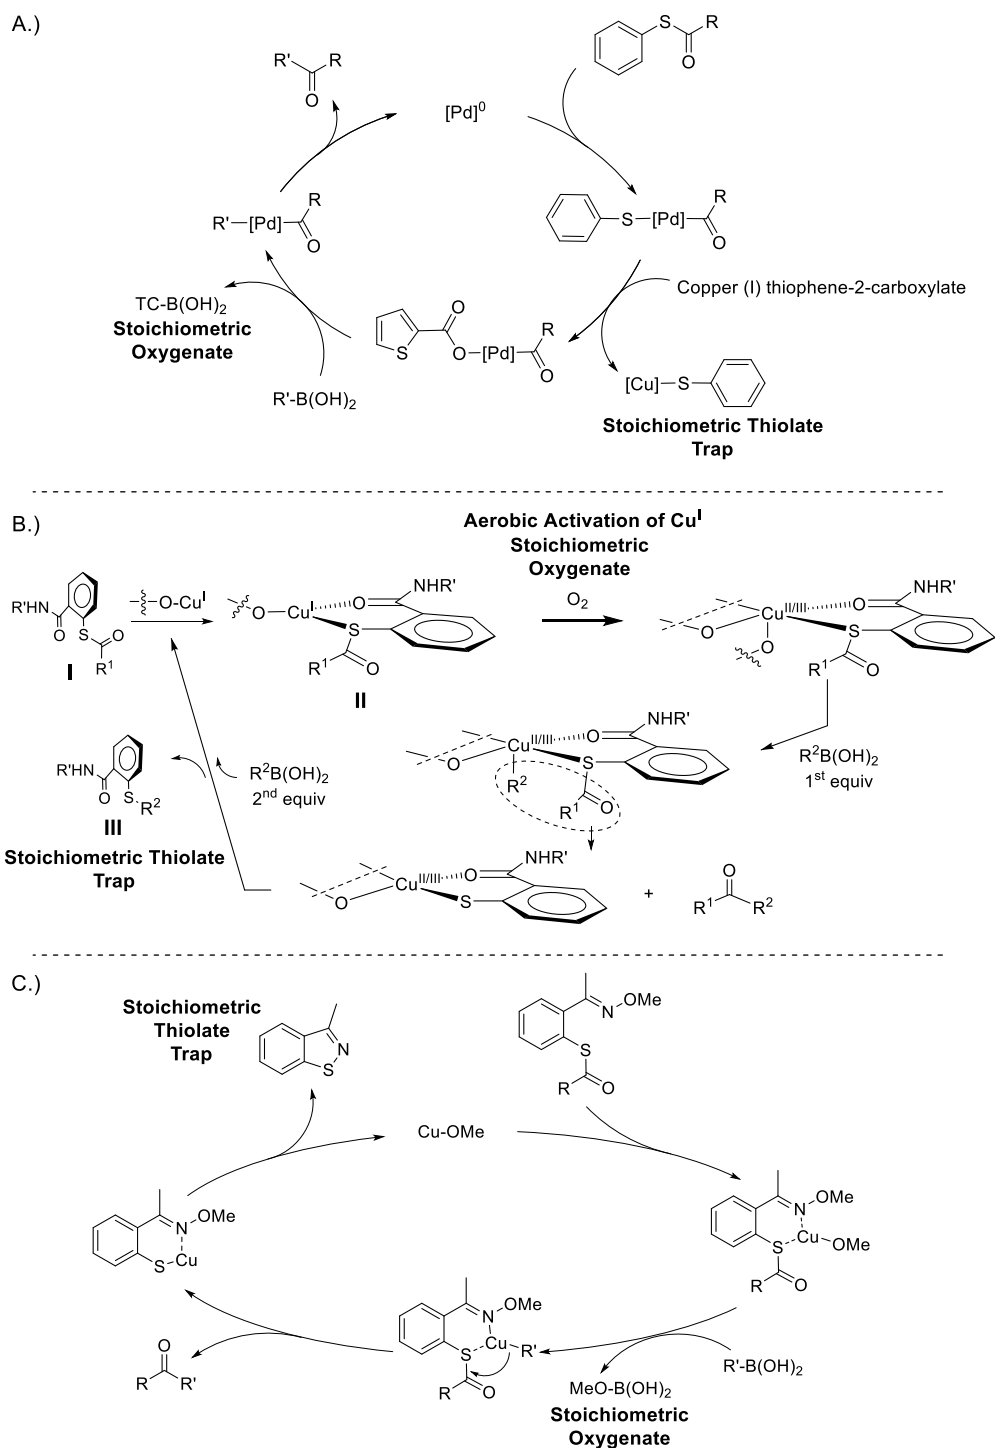 A.)
S
R
O
R'
R
O
[Pd]⁰
R
S
[Pd]
O
R
R'
[Pd]
O
Copper (I) thiophene-2-carboxylate
TC-B(OH)₂
Stoichiometric
Oxygenate
O
R
S
O
[Pd]
O
R'-B(OH)₂
[Cu]
S
Stoichiometric Thiolate
Trap
B.)
Aerobic Activation of Cuᴵ
Stoichiometric
Oxygenate
R'HN
O
S
O
R¹
I
O-Cuᴵ
O
Cuᴵ
O
NHR'
S
R¹
O
II
O₂
NHR'
Cuᴵᴵ/ᴵᴵᴵ
O
O
O
S
R¹
O
R'HN
O
S
R²
III
R²B(OH)₂
2ⁿᵈ equiv
Stoichiometric Thiolate
Trap
NHR'
Cuᴵᴵ/ᴵᴵᴵ
O
O
S
R²
R¹
O
R²B(OH)₂
1ˢᵗ equiv
NHR'
Cuᴵᴵ/ᴵᴵᴵ
O
O
S
+
O
R¹
R²
C.)
Stoichiometric
Thiolate
Trap
N
S
OMe
N
S
R
O
Cu-OMe
OMe
N
S
Cu
OMe
N
Cu
OMe
S
R
O
OMe
N
Cu
R'
S
R
O
O
R
R'
R'-B(OH)₂
MeO-B(OH)₂
Stoichiometric
Oxygenate